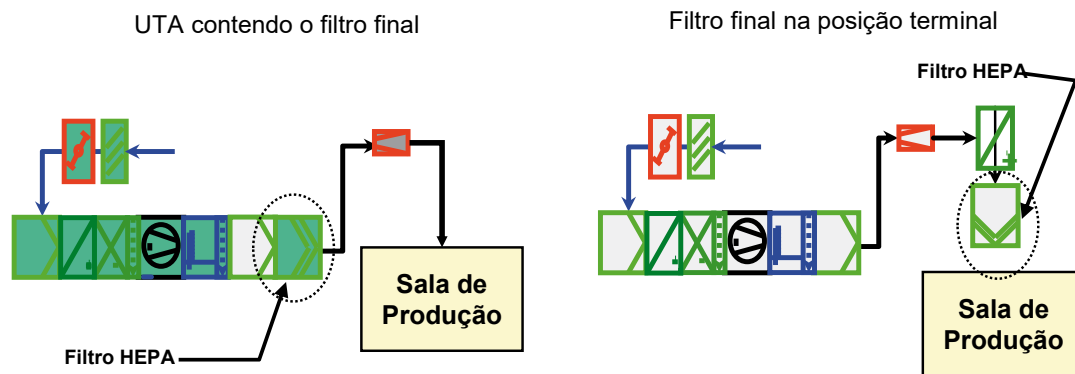 UTA contendo o filtro final
Filtro final na posição terminal
Filtro HEPA
Sala de
Produção
Filtro HEPA
Sala de
Produção